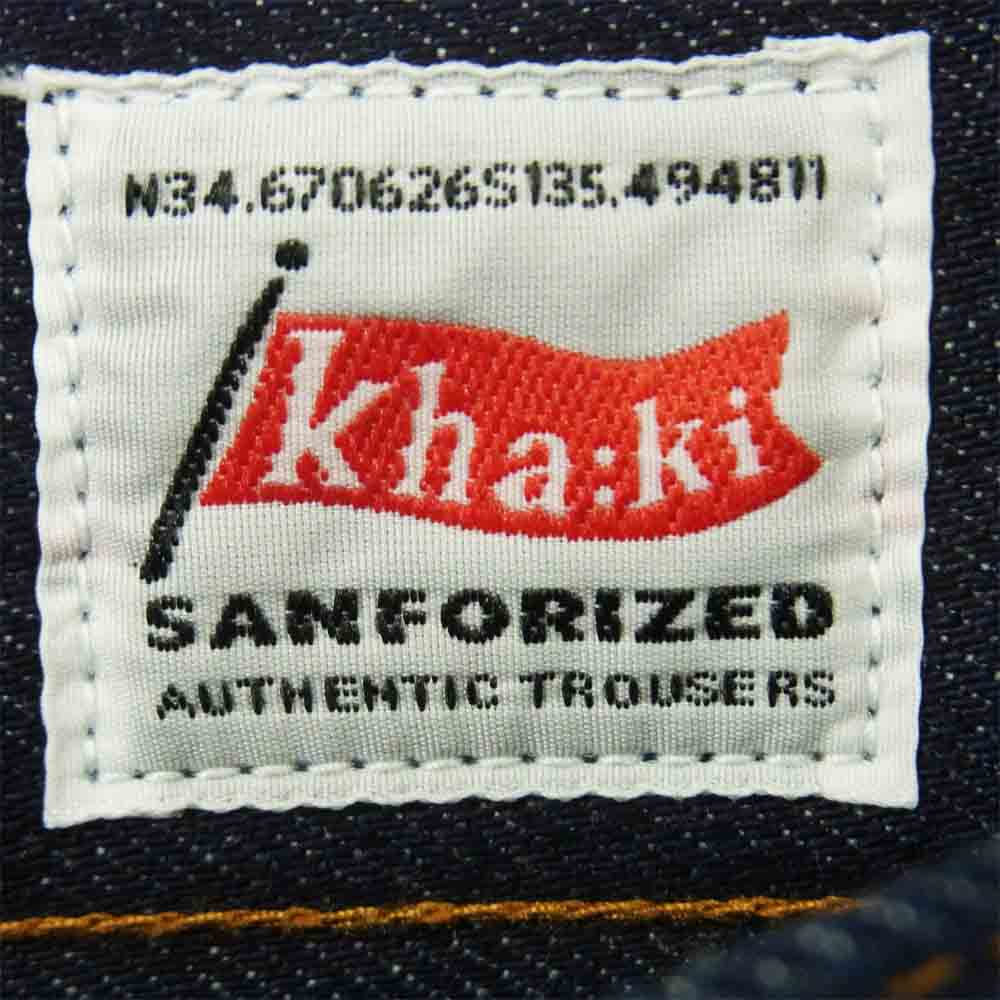 N34.670626S135.494811
Kha:ki
SANFORIZED
AUTHENTIC TROUSERS